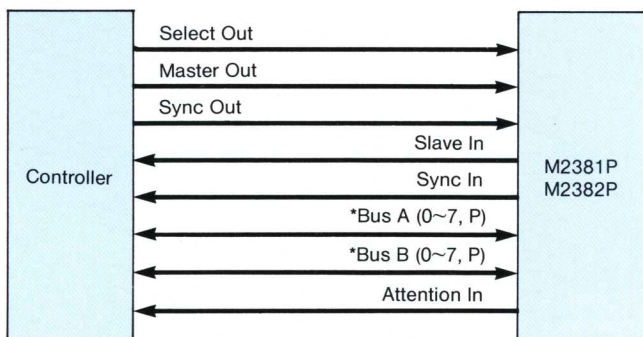 Select Out
Master Out
Sync Out
Slave In
Controller
Sync In
M2381P
M2382P
*Bus A (0~7, P)
*Bus B (0~7, P)
Attention In